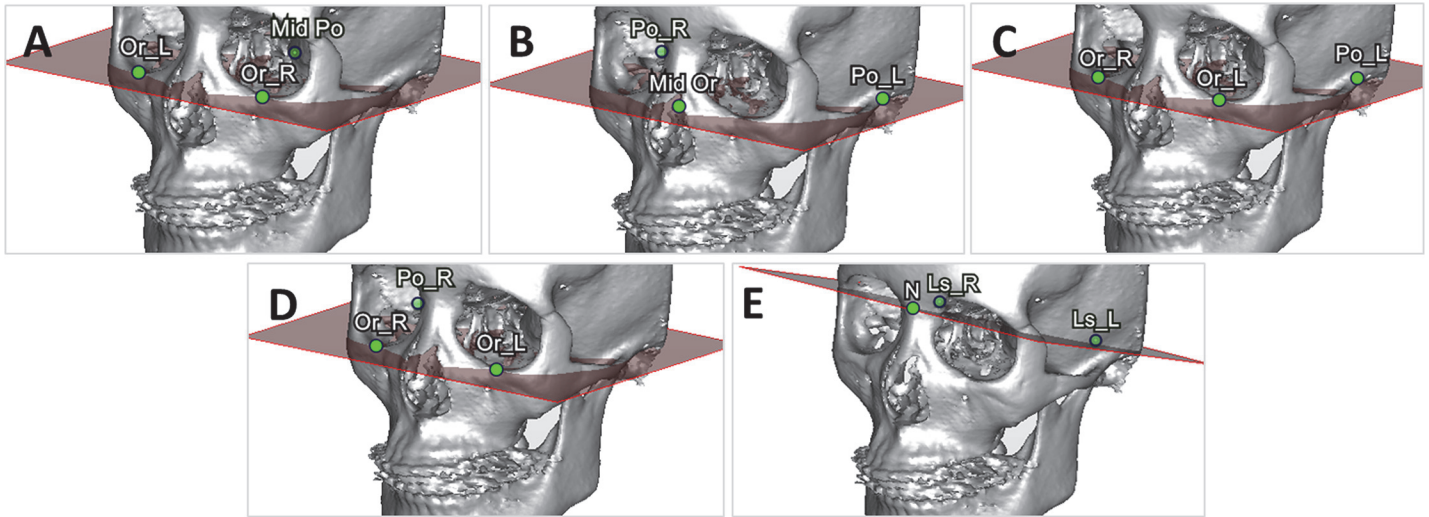 A
Or_L
Mid Po
Or_R
B
Po_R
Mid Or
Po_L
C
Or_R
Or_L
Po_L
D
Po_R
Or_R
Or_L
E
N
Ls_R
Ls_L